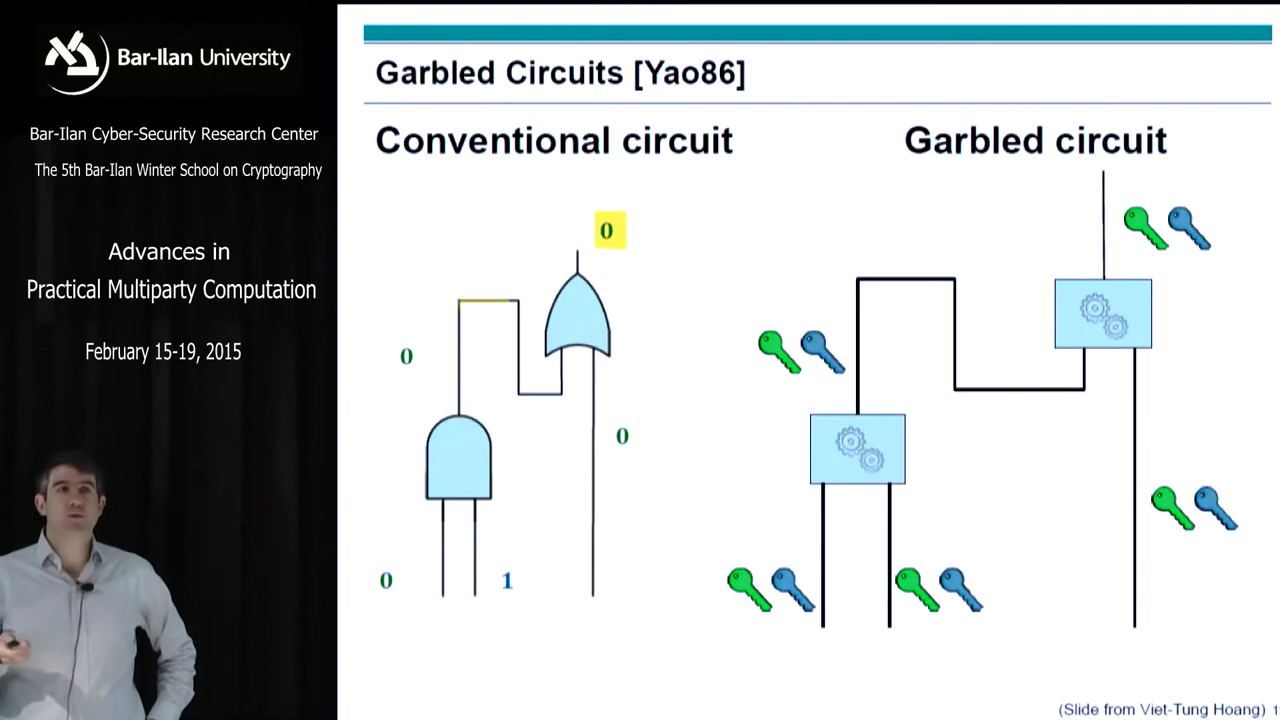 Bar-Ilan University
Bar-Ilan Cyber-Security Research Center
The 5th Bar-Ilan Winter School on Cryptography
Advances in
Practical Multiparty Computation
February 15-19, 2015
Garbled Circuits [Yao86]
Conventional circuit
Garbled circuit
0
0
0
0
1
(Slide from Viet-Tung Hoang)